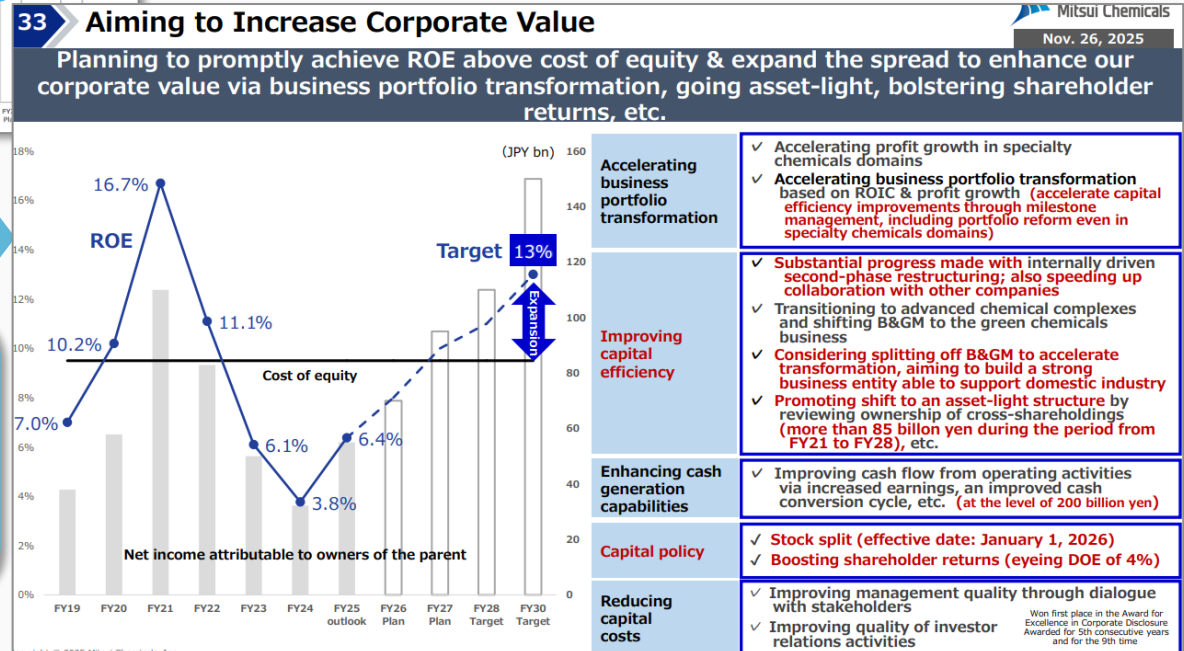 33
Aiming to Increase Corporate Value
Mitsui Chemicals
Nov. 26, 2025
Planning to promptly achieve ROE above cost of equity & expand the spread to enhance our
corporate value via business portfolio transformation, going asset-light, bolstering shareholder
returns, etc.
18%
16%
14%
12%
10%
8%
6%
4%
2%
0%
(JPY bn)
160
140
120
100
80
60
40
20
0
ROE
7.0%
10.2%
16.7%
11.1%
6.1%
3.8%
6.4%
Target
13%
Expansion
Cost of equity
Net income attributable to owners of the parent
FY19
FY20
FY21
FY22
FY23
FY24
FY25
outlook
FY26
Plan
FY27
Plan
FY28
Target
FY30
Target
Accelerating
business
portfolio
transformation
✓ Accelerating profit growth in specialty
chemicals domains
✓ Accelerating business portfolio transformation
based on ROIC & profit growth (accelerate capital
efficiency improvements through milestone
management, including portfolio reform even in
specialty chemicals domains)
Improving
capital
efficiency
✓ Substantial progress made with internally driven
second-phase restructuring; also speeding up
collaboration with other companies
✓ Transitioning to advanced chemical complexes
and shifting B&GM to the green chemicals
business
✓ Considering splitting off B&GM to accelerate
transformation, aiming to build a strong
business entity able to support domestic industry
✓ Promoting shift to an asset-light structure by
reviewing ownership of cross-shareholdings
(more than 85 billon yen during the period from
FY21 to FY28), etc.
Enhancing cash
generation
capabilities
✓ Improving cash flow from operating activities
via increased earnings, an improved cash
conversion cycle, etc. (at the level of 200 billion yen)
Capital policy
✓ Stock split (effective date: January 1, 2026)
✓ Boosting shareholder returns (eyeing DOE of 4%)
Reducing
capital
costs
✓ Improving management quality through dialogue
with stakeholders
✓ Improving quality of investor
relations activities
Won first place in the Award for
Excellence in Corporate Disclosure
Awarded for 5th consecutive years
and for the 9th time